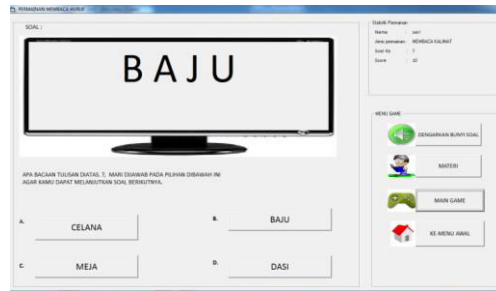 PERMAINAN MEMBACA HURUF
SOAL :
B A J U
APA BACAAN TULISAN DIATAS, ?, MARI DIJAWAB PADA PILIHAN DIBAWAH INI
AGAR KAMU DAPAT MELANJUTKAN SOAL BERIKUTNYA.
A. CELANA
B. BAJU
C. MEJA
D. DASI
Statistik Permainan
Nama :
Jenis permainan : MEMBACA KALIMAT
Soal Ke : 7
Score :
MENU GAME
DENGARKAN BUNYI SOAL
MATERI
MAIN GAME
KE-MENU AWAL